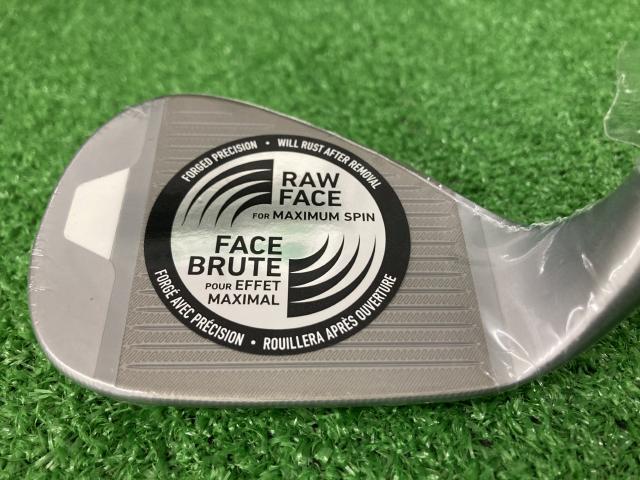 FORGED PRECISION • WILL RUST AFTER REMOVAL
RAW
FACE
FOR MAXIMUM SPIN
FACE
BRUTE
POUR EFFET
MAXIMAL
FORGÉ AVEC PRÉCISION • ROUILLERA APRÈS OUVERTURE